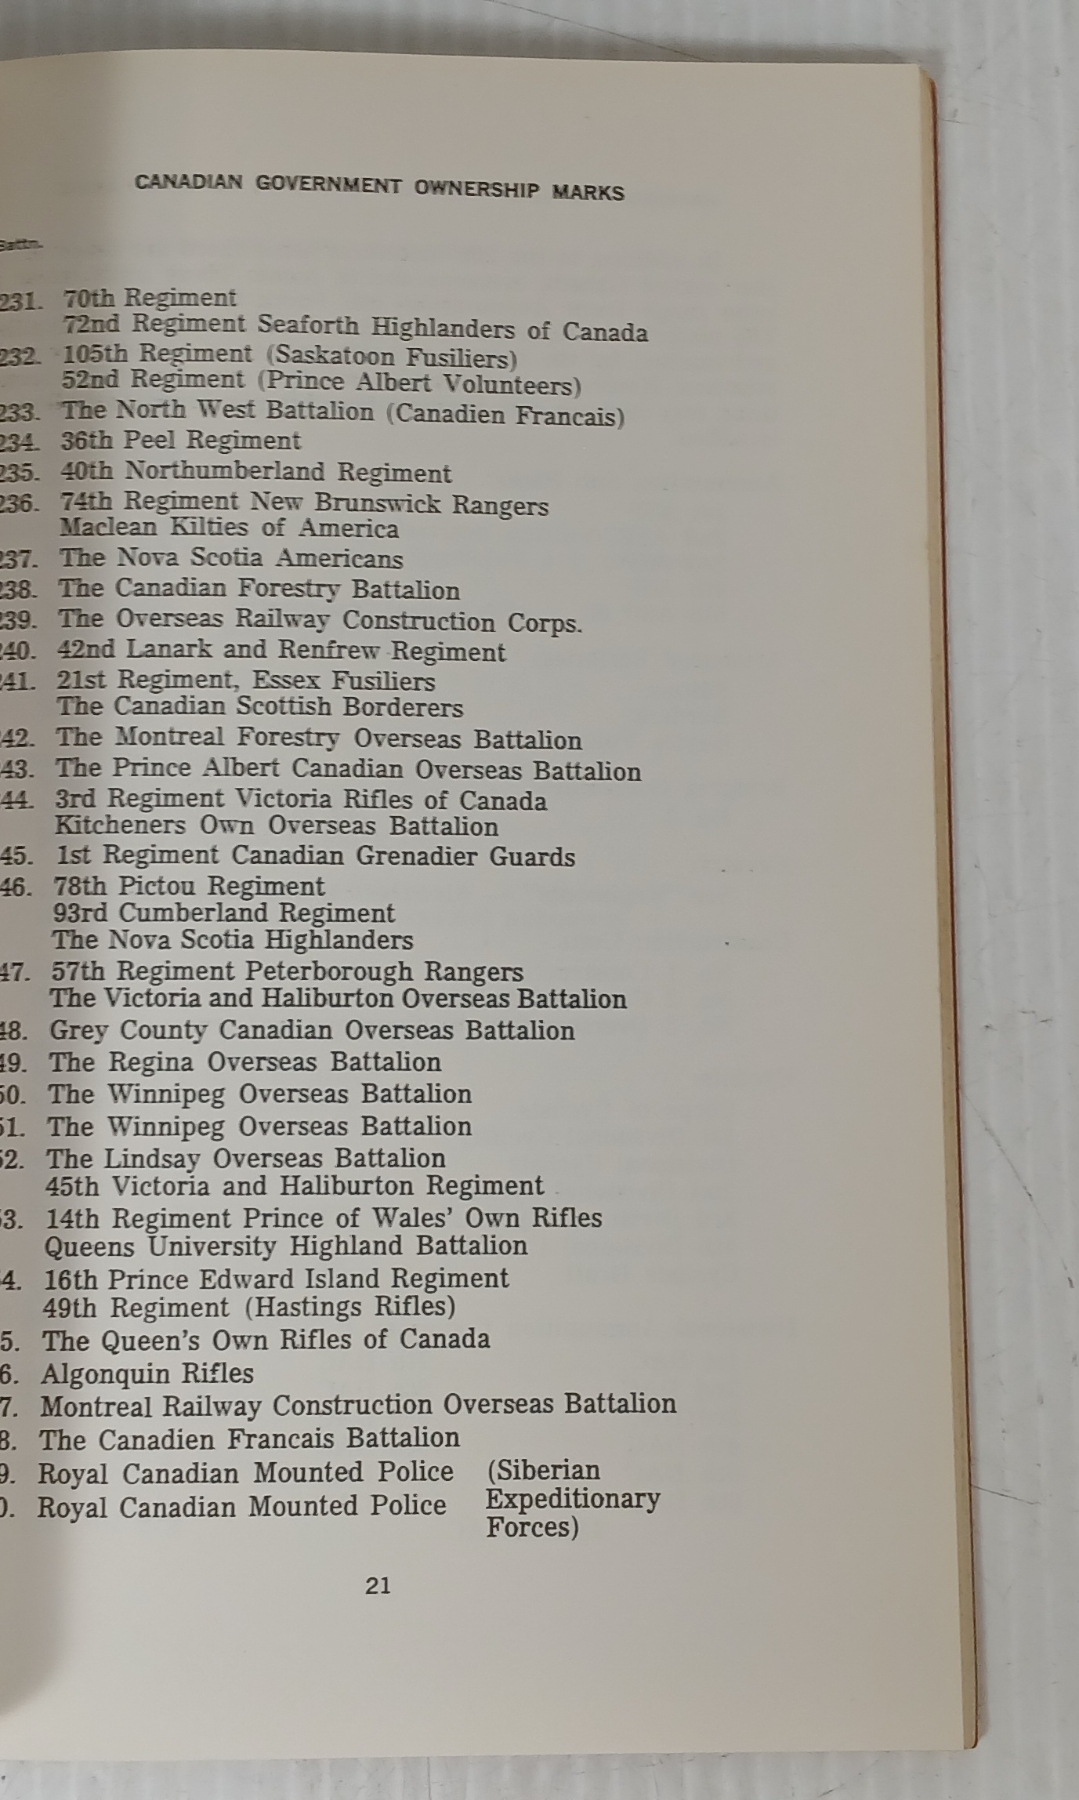 CANADIAN GOVERNMENT OWNERSHIP MARKS
Battn.
231. 70th Regiment
72nd Regiment Seaforth Highlanders of Canada
232. 105th Regiment (Saskatoon Fusiliers)
52nd Regiment (Prince Albert Volunteers)
233. The North West Battalion (Canadien Francais)
234. 36th Peel Regiment
235. 40th Northumberland Regiment
236. 74th Regiment New Brunswick Rangers
Maclean Kilties of America
237. The Nova Scotia Americans
238. The Canadian Forestry Battalion
239. The Overseas Railway Construction Corps.
240. 42nd Lanark and Renfrew Regiment
41. 21st Regiment, Essex Fusiliers
The Canadian Scottish Borderers
42. The Montreal Forestry Overseas Battalion
43. The Prince Albert Canadian Overseas Battalion
44. 3rd Regiment Victoria Rifles of Canada
Kitcheners Own Overseas Battalion
45. 1st Regiment Canadian Grenadier Guards
46. 78th Pictou Regiment
93rd Cumberland Regiment
The Nova Scotia Highlanders
47. 57th Regiment Peterborough Rangers
The Victoria and Haliburton Overseas Battalion
48. Grey County Canadian Overseas Battalion
49. The Regina Overseas Battalion
50. The Winnipeg Overseas Battalion
51. The Winnipeg Overseas Battalion
52. The Lindsay Overseas Battalion
45th Victoria and Haliburton Regiment
3. 14th Regiment Prince of Wales' Own Rifles
Queens University Highland Battalion
4. 16th Prince Edward Island Regiment
49th Regiment (Hastings Rifles)
5. The Queen's Own Rifles of Canada
6. Algonquin Rifles
7. Montreal Railway Construction Overseas Battalion
8. The Canadien Francais Battalion
9. Royal Canadian Mounted Police (Siberian
0. Royal Canadian Mounted Police Expeditionary
Forces)
21